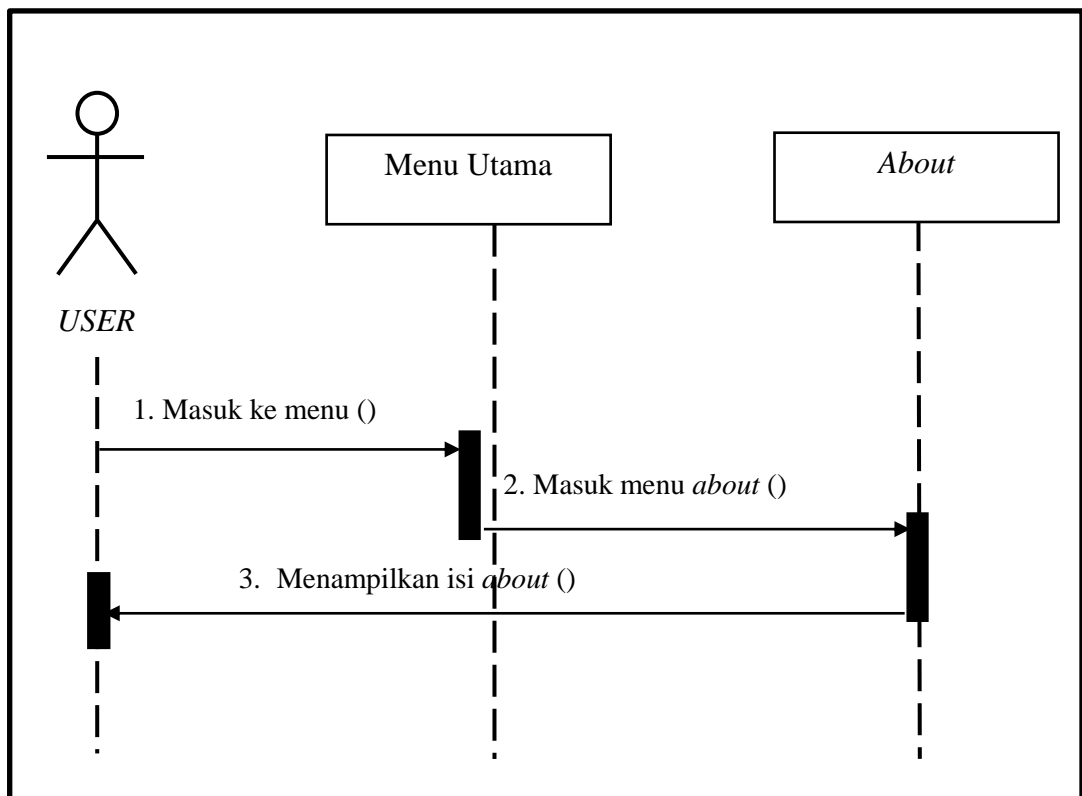 Menu Utama
About
USER
1. Masuk ke menu ()
2. Masuk menu about ()
3. Menampilkan isi about ()